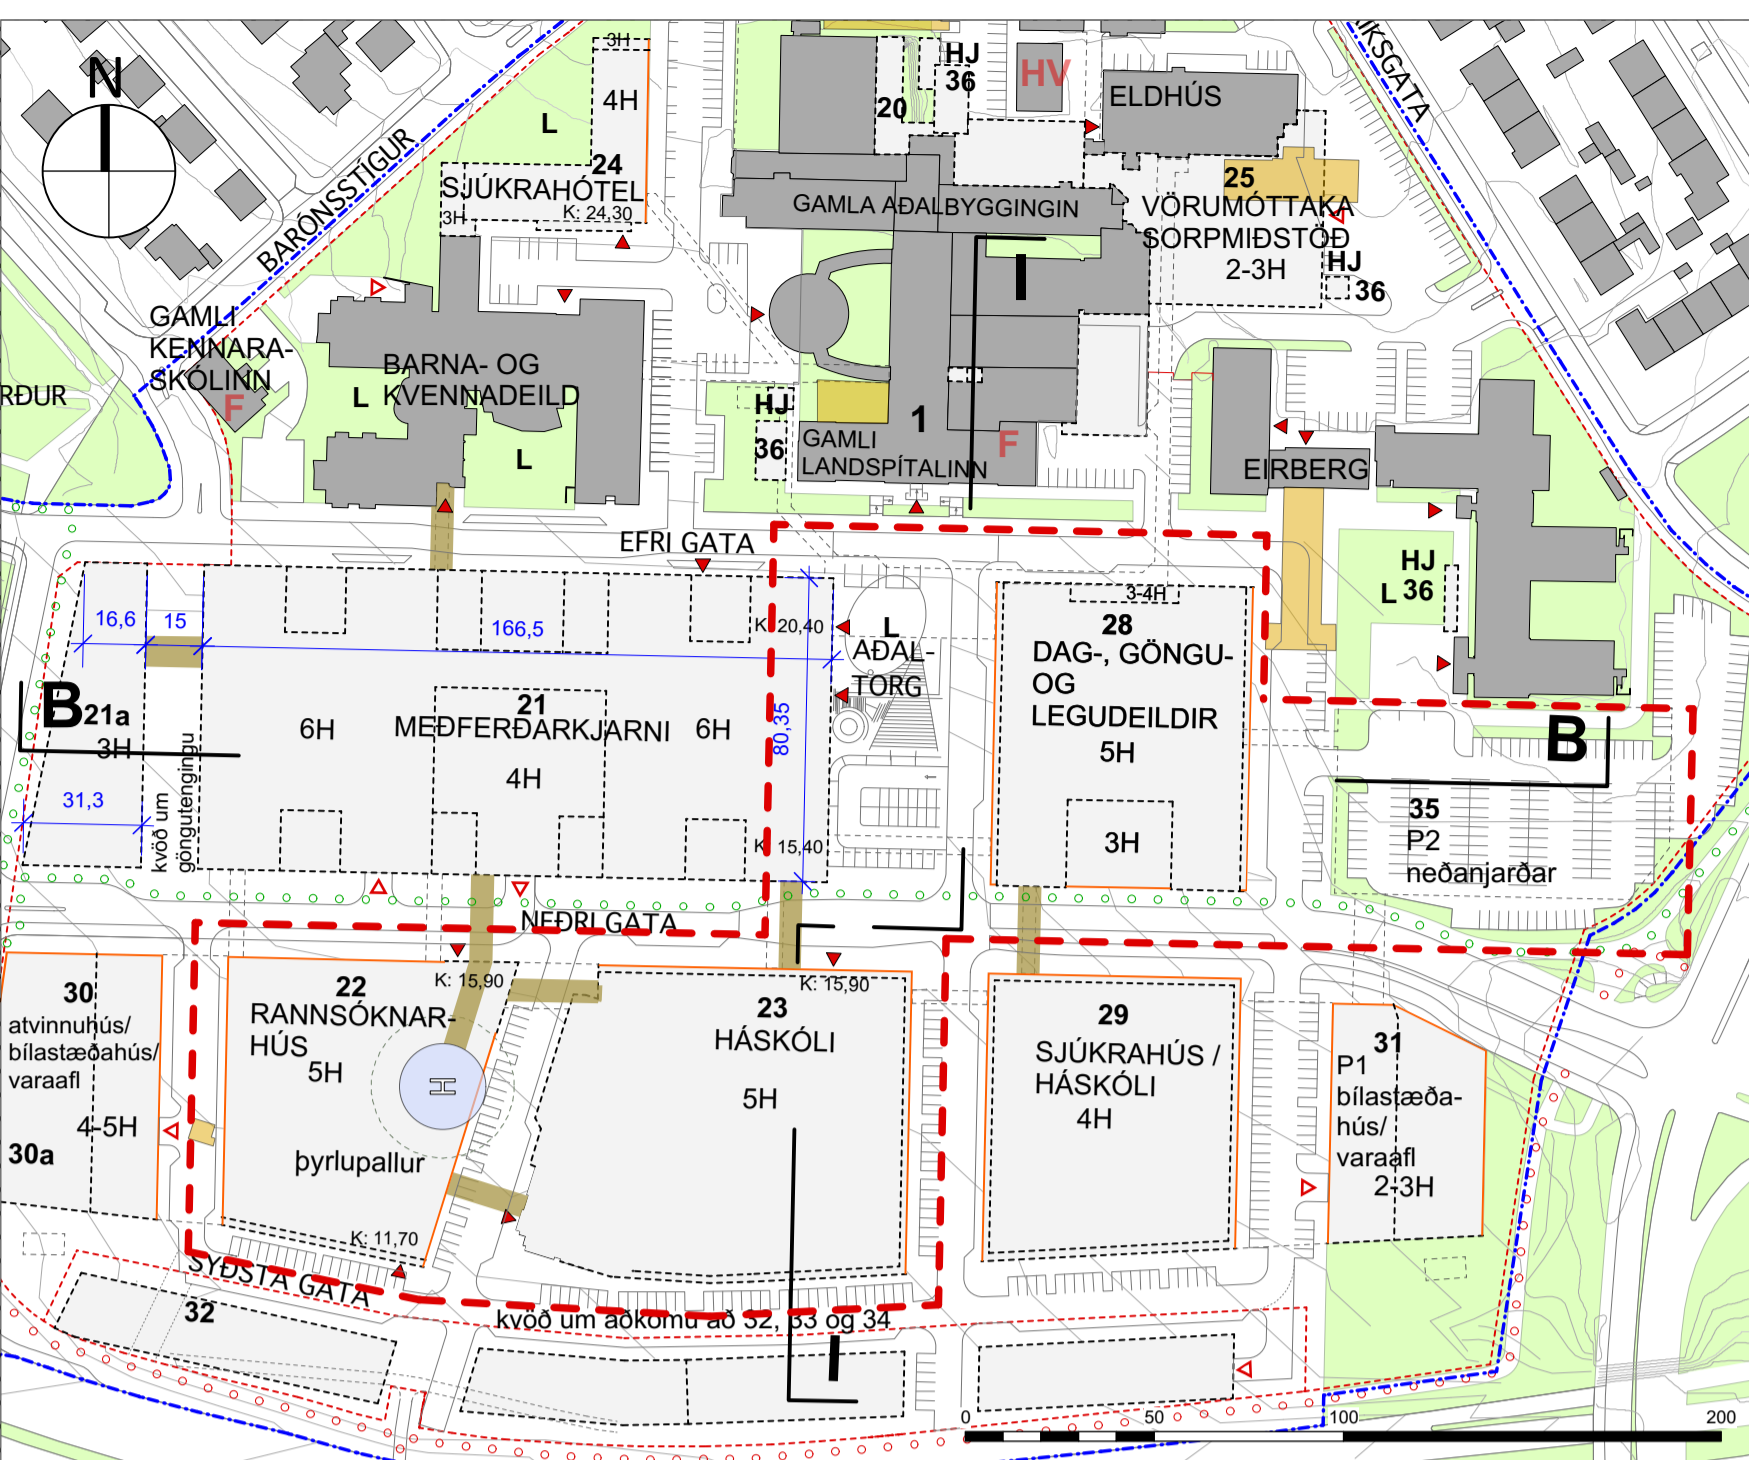 N
BARÓNSSTÍGUR
3H
4H
L
24
SJÚKRAHÓTEL
3H
K: 24,30
20
HJ
36
HV
ELDHÚS
GAMLA AÐALBYGGINGIN
25
VÖRUMÓTTAKA
SORPMIÐSTÖÐ
2-3H
HJ
36
GAMLI
KENNARA-
SKÓLINN
F
RÐUR
BARNA- OG
KVENNADEILD
L
L
I
HJ
36
1
GAMLI
LANDSPÍTALINN
F
EIRBERG
EFRI GATA
HJ
L 36
16,6
15
166,5
K: 20,40
L
AÐAL-
TORG
3-4H
28
DAG-, GÖNGU-
OG
LEGUDEILDIR
5H
3H
B
21a
3H
31,3
kvöð um
göngutengingu
6H
21
MEÐFERÐARKJARNI
4H
6H
80,35
K: 15,40
B
35
P2
neðanjarðar
NEÐRI GATA
30
atvinnuhús/
bílastæðahús/
varaafl
4-5H
30a
22
RANNSÓKNAR-
HÚS
5H
K: 15,90
H
þyrlupallur
K: 11,70
23
HÁSKÓLI
5H
K: 15,90
29
SJÚKRAHÚS /
HÁSKÓLI
4H
31
P1
bílastæða-
hús/
varaafl
2-3H
SYÐSTA GATA
32
kvöð um aðkomu að 32, 33 og 34
I
0
50
100
200